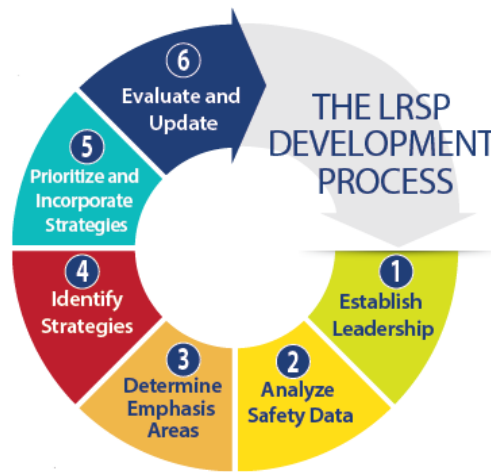 THE LRSP
DEVELOPMENT
PROCESS
1
Establish
Leadership
2
Analyze
Safety Data
3
Determine
Emphasis
Areas
4
Identify
Strategies
5
Prioritize and
Incorporate
Strategies
6
Evaluate and
Update